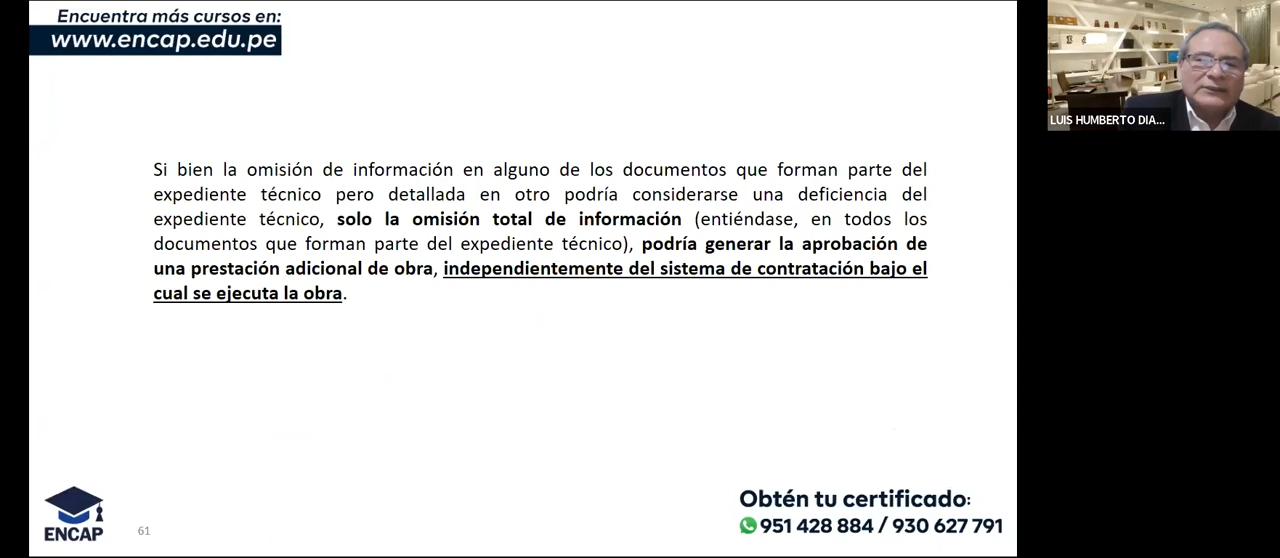 Encuentra más cursos en:
www.encap.edu.pe
LUIS HUMBERTO DIA...
Si bien la omisión de información en alguno de los documentos que forman parte del
expediente técnico pero detallada en otro podría considerarse una deficiencia del
expediente técnico, solo la omisión total de información (entiéndase, en todos los
documentos que forman parte del expediente técnico), podría generar la aprobación de
una prestación adicional de obra, independientemente del sistema de contratación bajo el
cual se ejecuta la obra.
Obtén tu certificado:
951 428 884 / 930 627 791
ENCAP
61